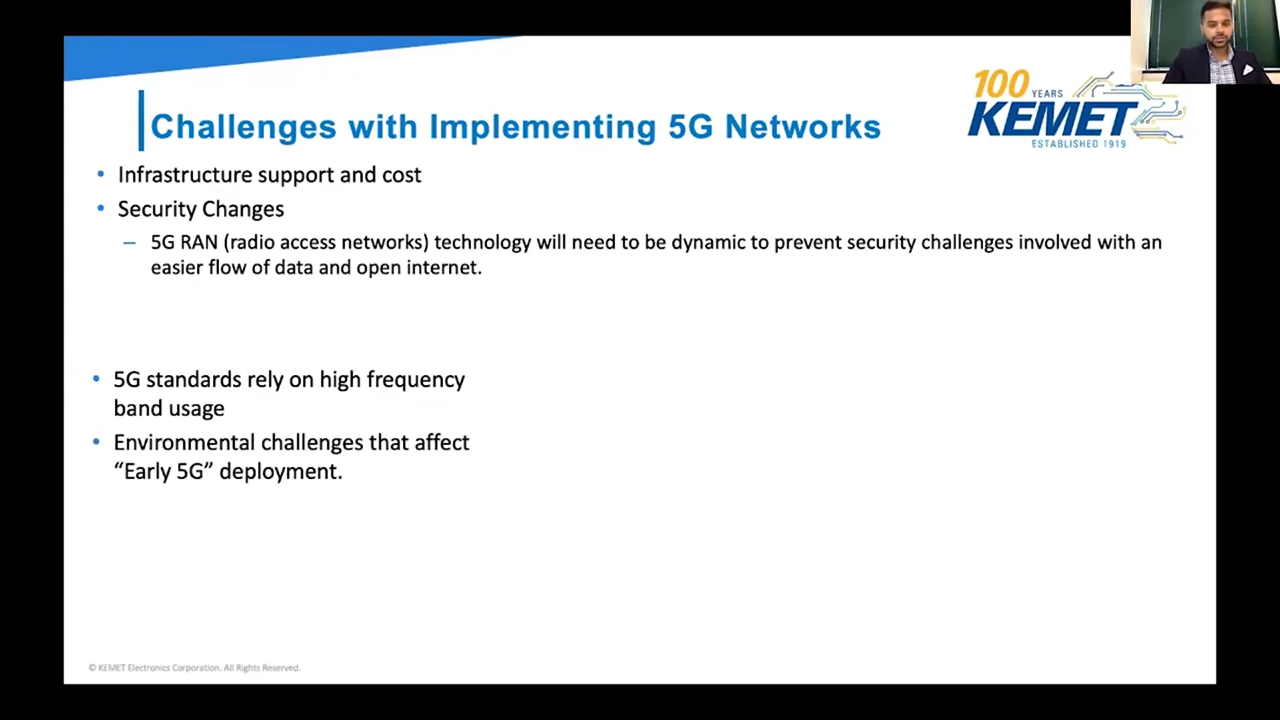 100 YEARS
KEMET
ESTABLISHED 1919
Challenges with Implementing 5G Networks
• Infrastructure support and cost
• Security Changes
– 5G RAN (radio access networks) technology will need to be dynamic to prevent security challenges involved with an
easier flow of data and open internet.
• 5G standards rely on high frequency
band usage
• Environmental challenges that affect
“Early 5G” deployment.
© KEMET Electronics Corporation. All Rights Reserved.